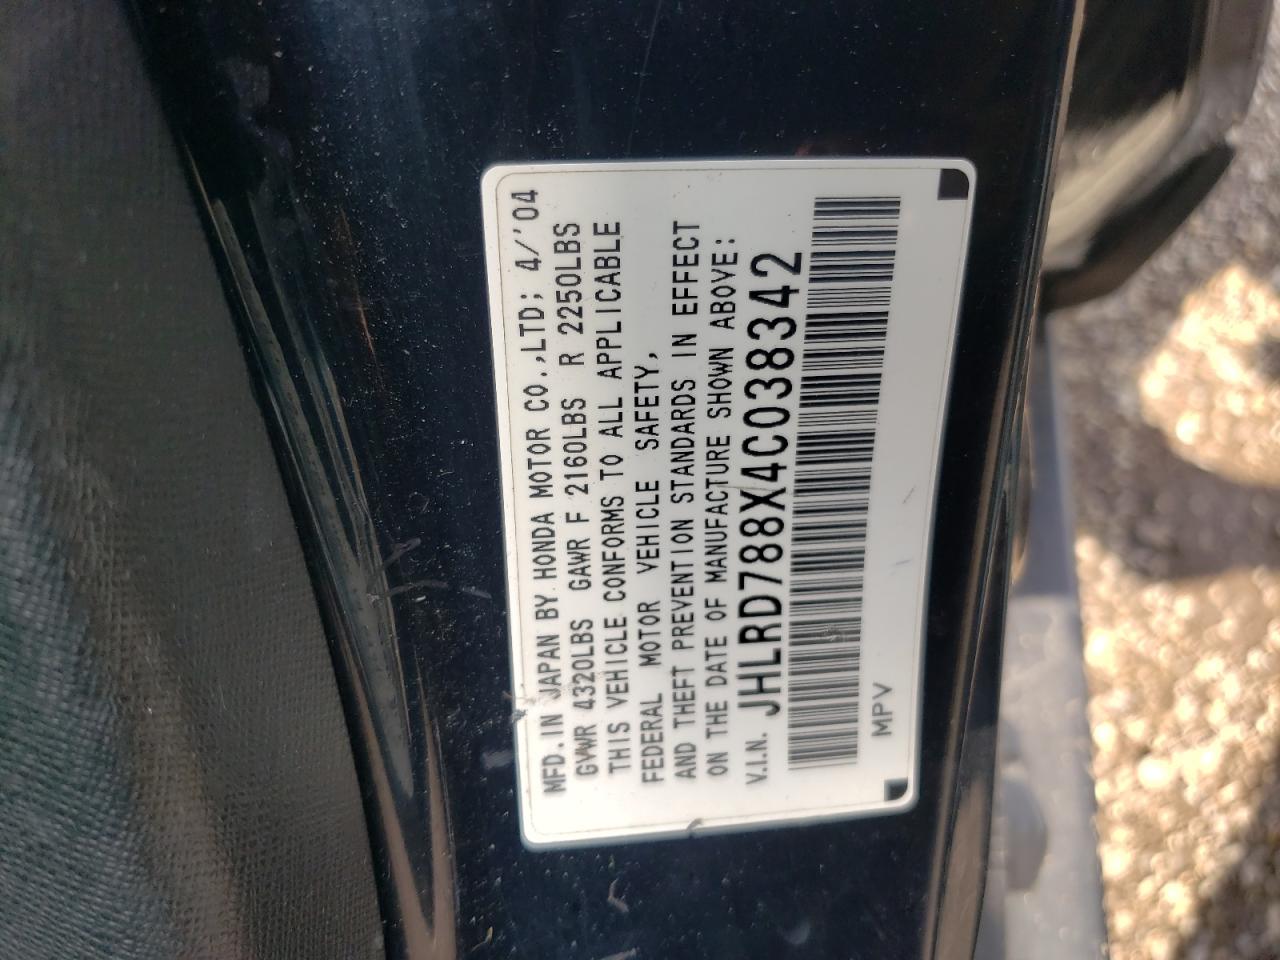 MFD. IN JAPAN BY HONDA MOTOR CO.,LTD; 4/'04
GVWR 4320LBS GAWR F 2160LBS R 2250LBS
THIS VEHICLE CONFORMS TO ALL APPLICABLE
FEDERAL MOTOR VEHICLE SAFETY,
AND THEFT PREVENTION STANDARDS IN EFFECT
ON THE DATE OF MANUFACTURE SHOWN ABOVE:
V.I.N. JHLRD788X4C038342
MPV